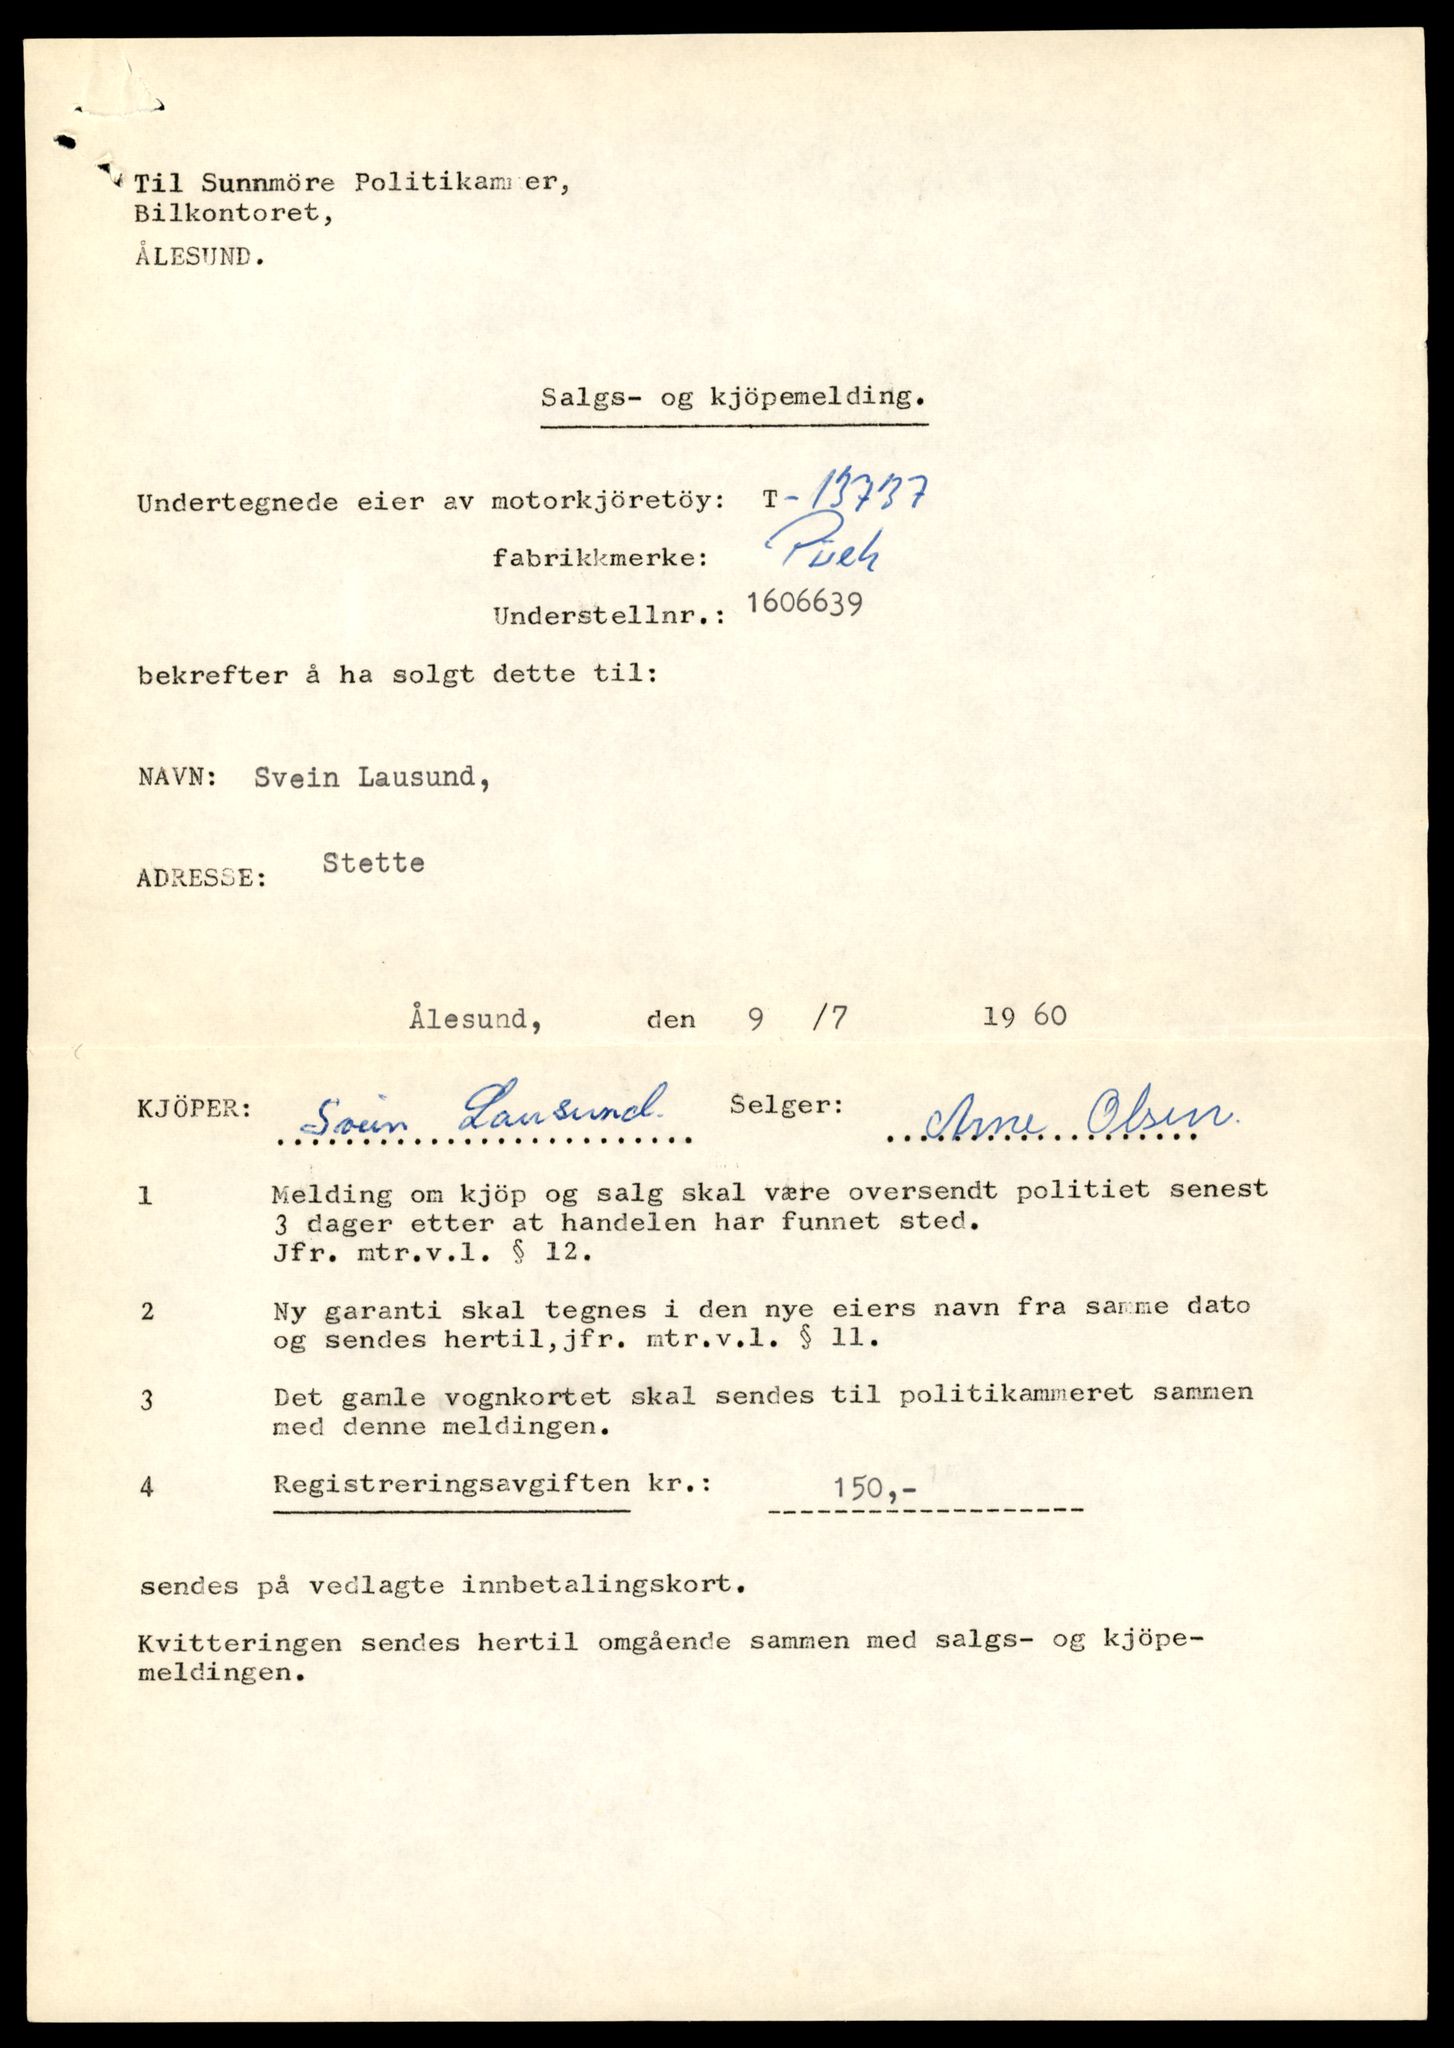 Til Sunnmöre Politikammer,
Bilkontoret,
ÅLESUND.
Salgs- og kjöpemelding.
Undertegnede eier av motorkjöretöy: T - 13737
fabrikkmerke: Püch
Understellnr.: 1606639
bekrefter å ha solgt dette til:
NAVN: Svein Lausund,
ADRESSE: Stette
Ålesund, den 9 /7 19 60
KJÖPER: Svein Lausund. Selger: Arne Olsen.
1 Melding om kjöp og salg skal være oversendt politiet senest
3 dager etter at handelen har funnet sted.
Jfr. mtr.v.l. § 12.
2 Ny garanti skal tegnes i den nye eiers navn fra samme dato
og sendes hertil,jfr. mtr.v.l. § 11.
3 Det gamle vognkortet skal sendes til politikammeret sammen
med denne meldingen.
4 Registreringsavgiften kr.: 150,-
sendes på vedlagte innbetalingskort.
Kvitteringen sendes hertil omgående sammen med salgs- og kjöpe-
meldingen.